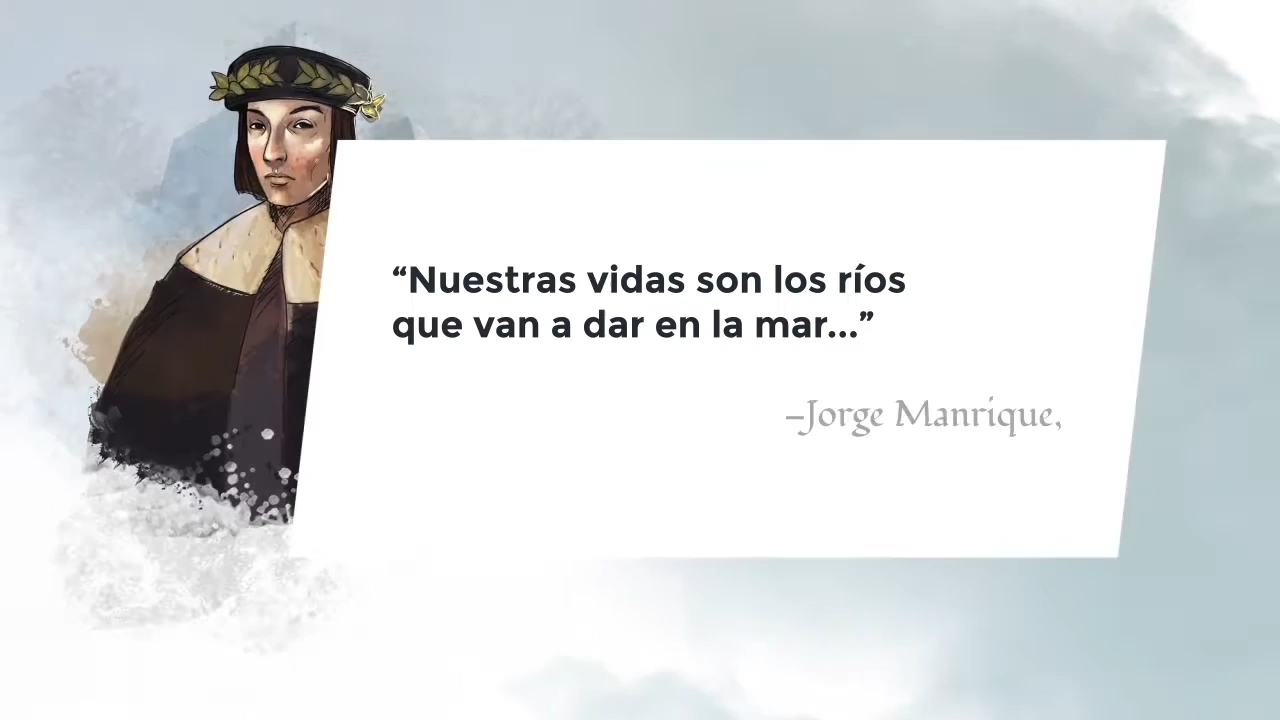 “Nuestras vidas son los ríos
que van a dar en la mar...”
–Jorge Manrique,